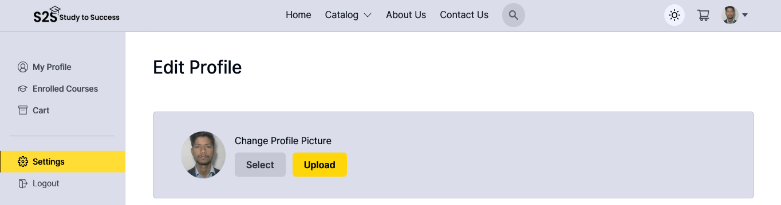 S2S Study to Success
Home Catalog About Us Contact Us
My Profile
Enrolled Courses
Cart
Settings
Logout
Edit Profile
Change Profile Picture
Select Upload